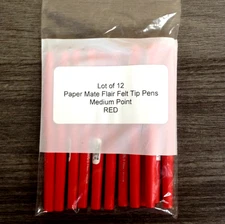 Lot of 12
Paper Mate Flair Felt Tip Pens
Medium Point
RED